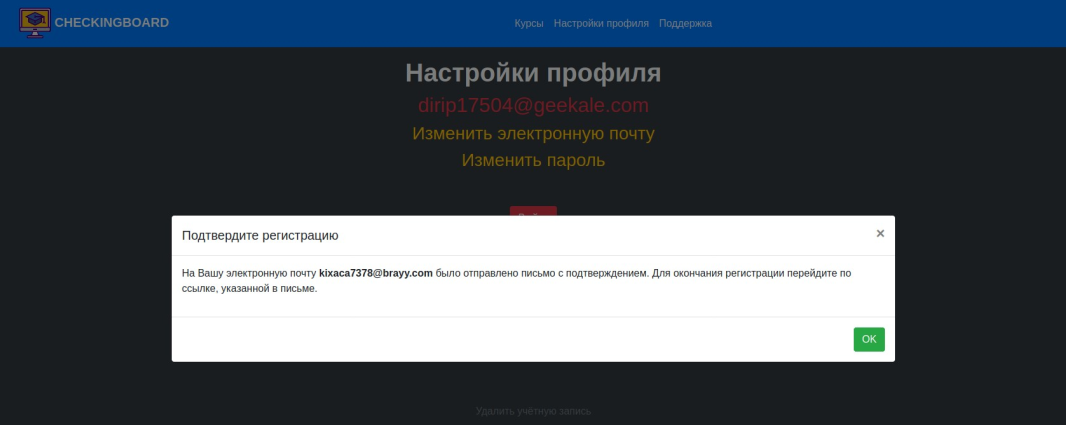 CHECKINGBOARD
Курсы Настройки профиля Поддержка
Настройки профиля
dirip17504@geekale.com
Изменить электронную почту
Изменить пароль
Подтвердите регистрацию ×
На Вашу электронную почту kixaca7378@brayy.com было отправлено письмо с подтверждением. Для окончания регистрации перейдите по
ссылке, указанной в письме.
OK
Удалить учётную запись